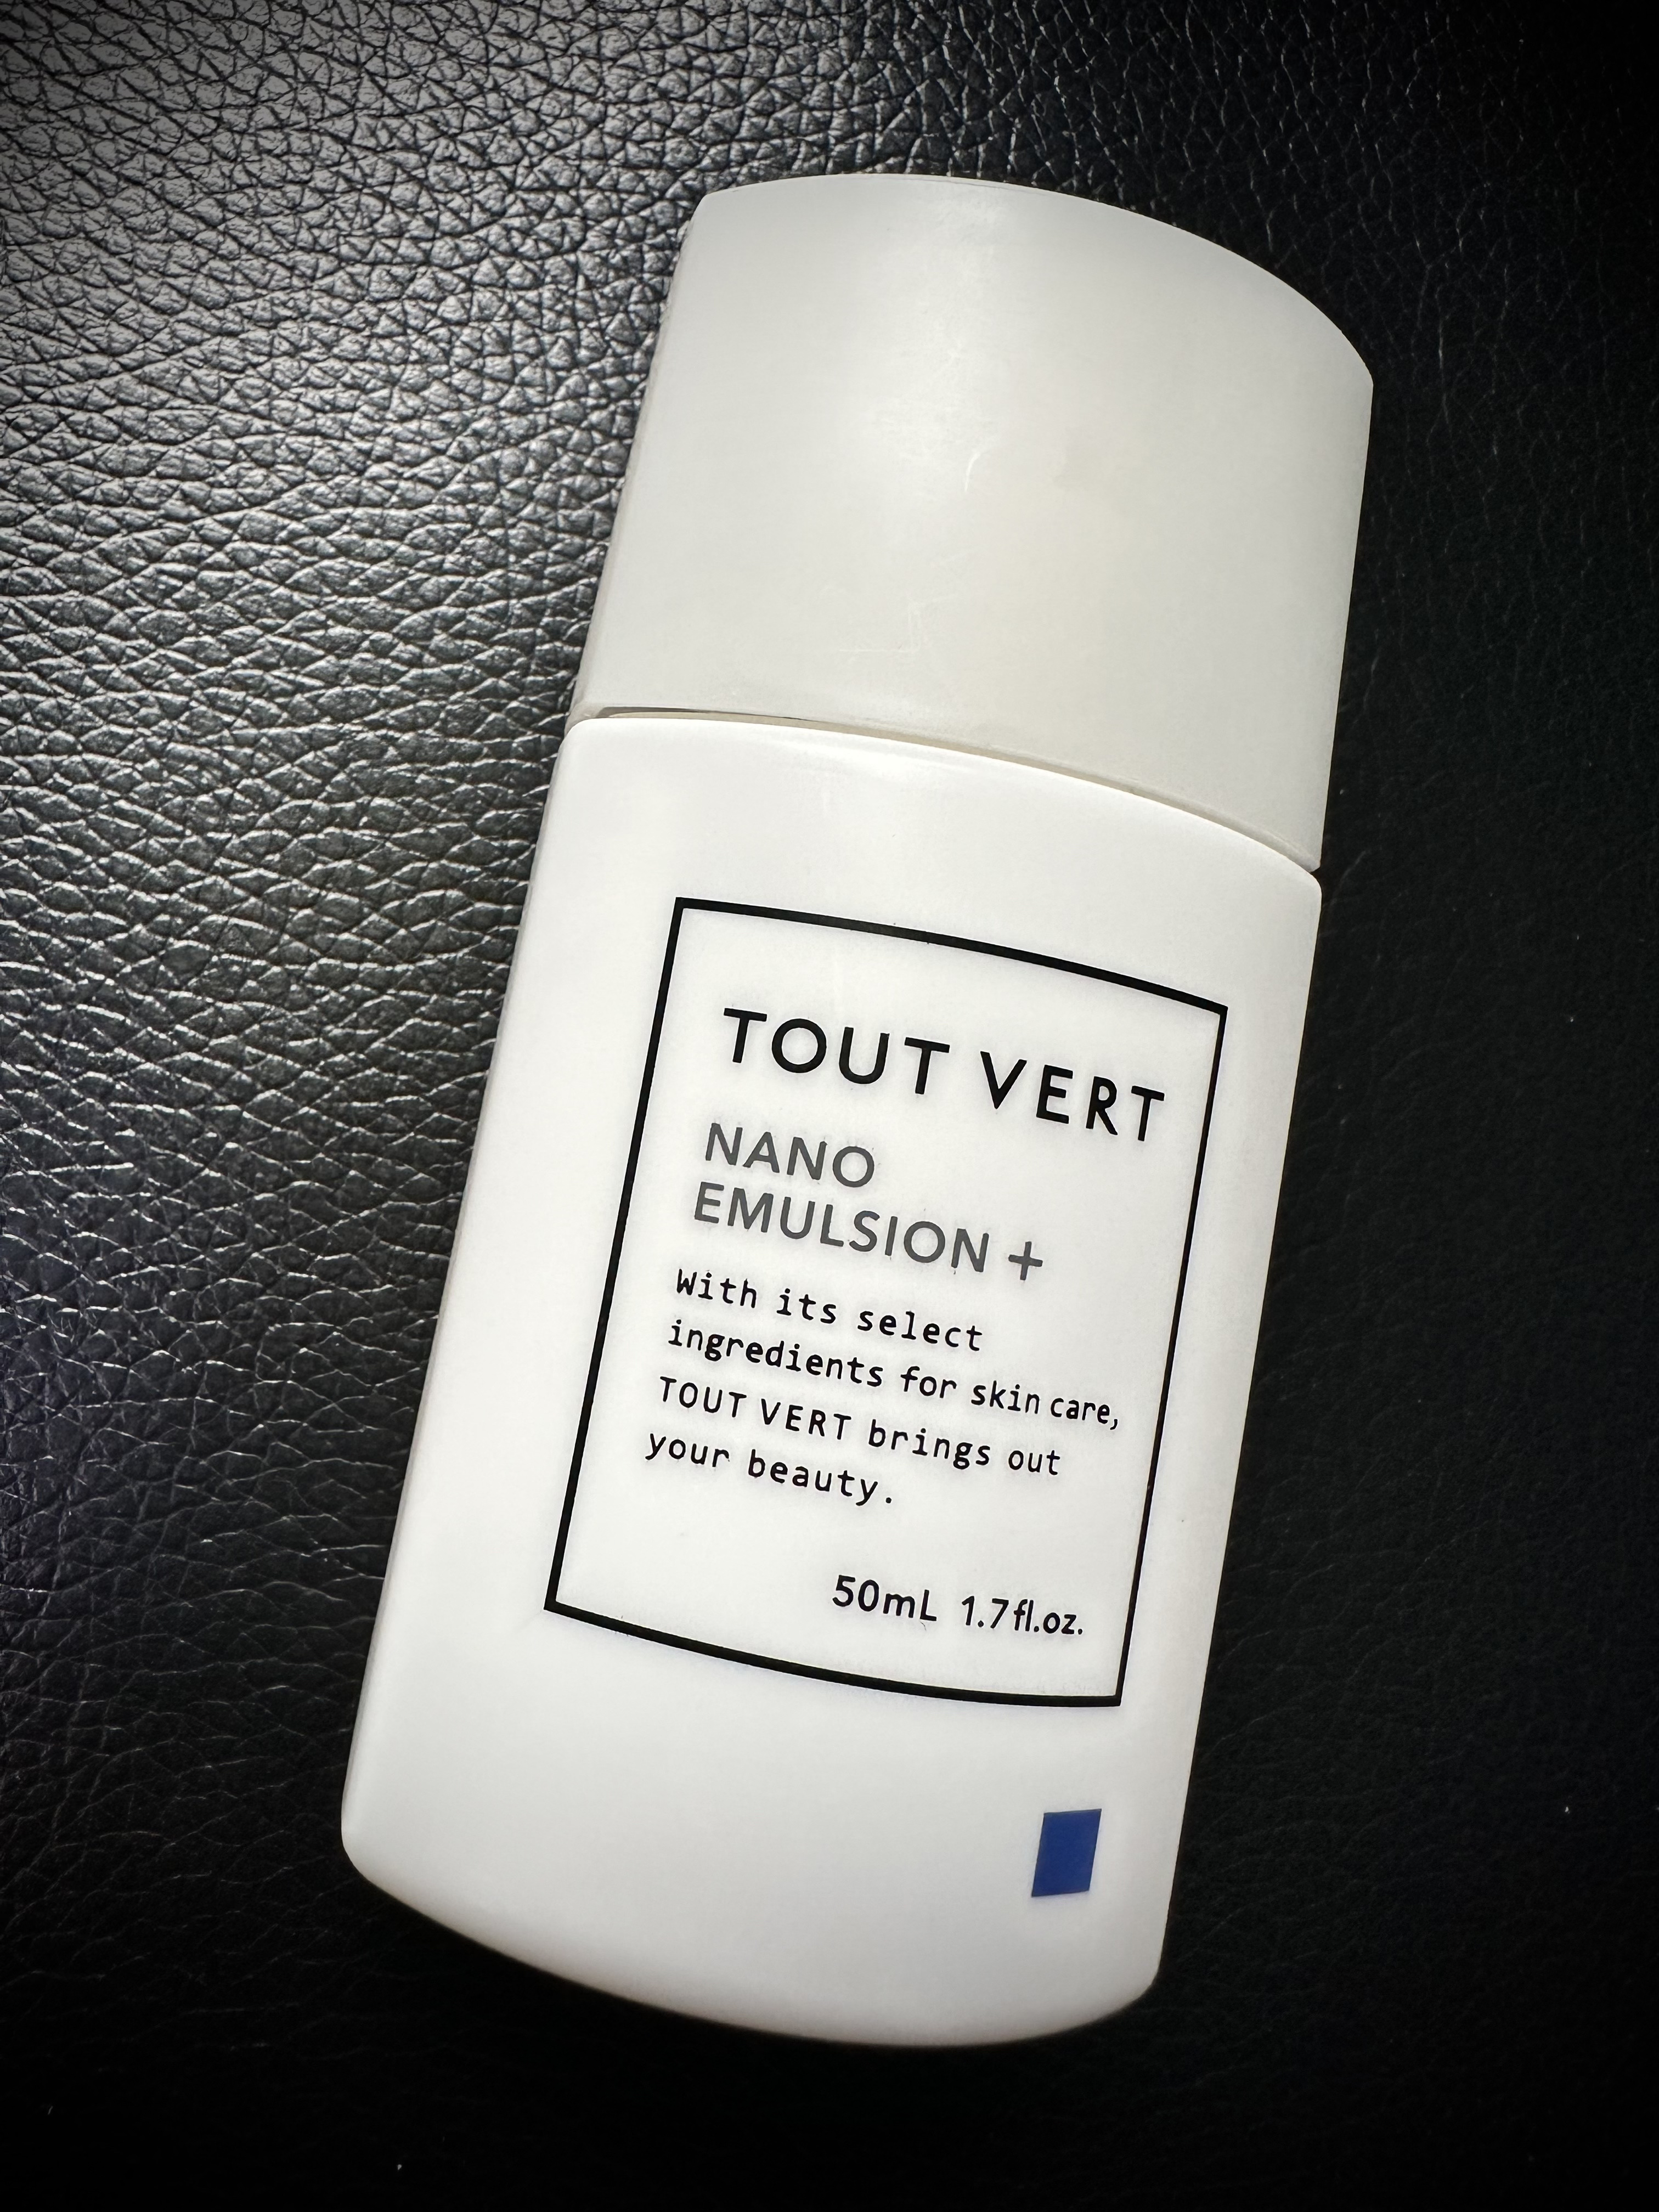 TOUT VERT
NANO
EMULSION +
With its select
ingredients for skin care,
TOUT VERT brings out
your beauty.
50mL 1.7fl.oz.